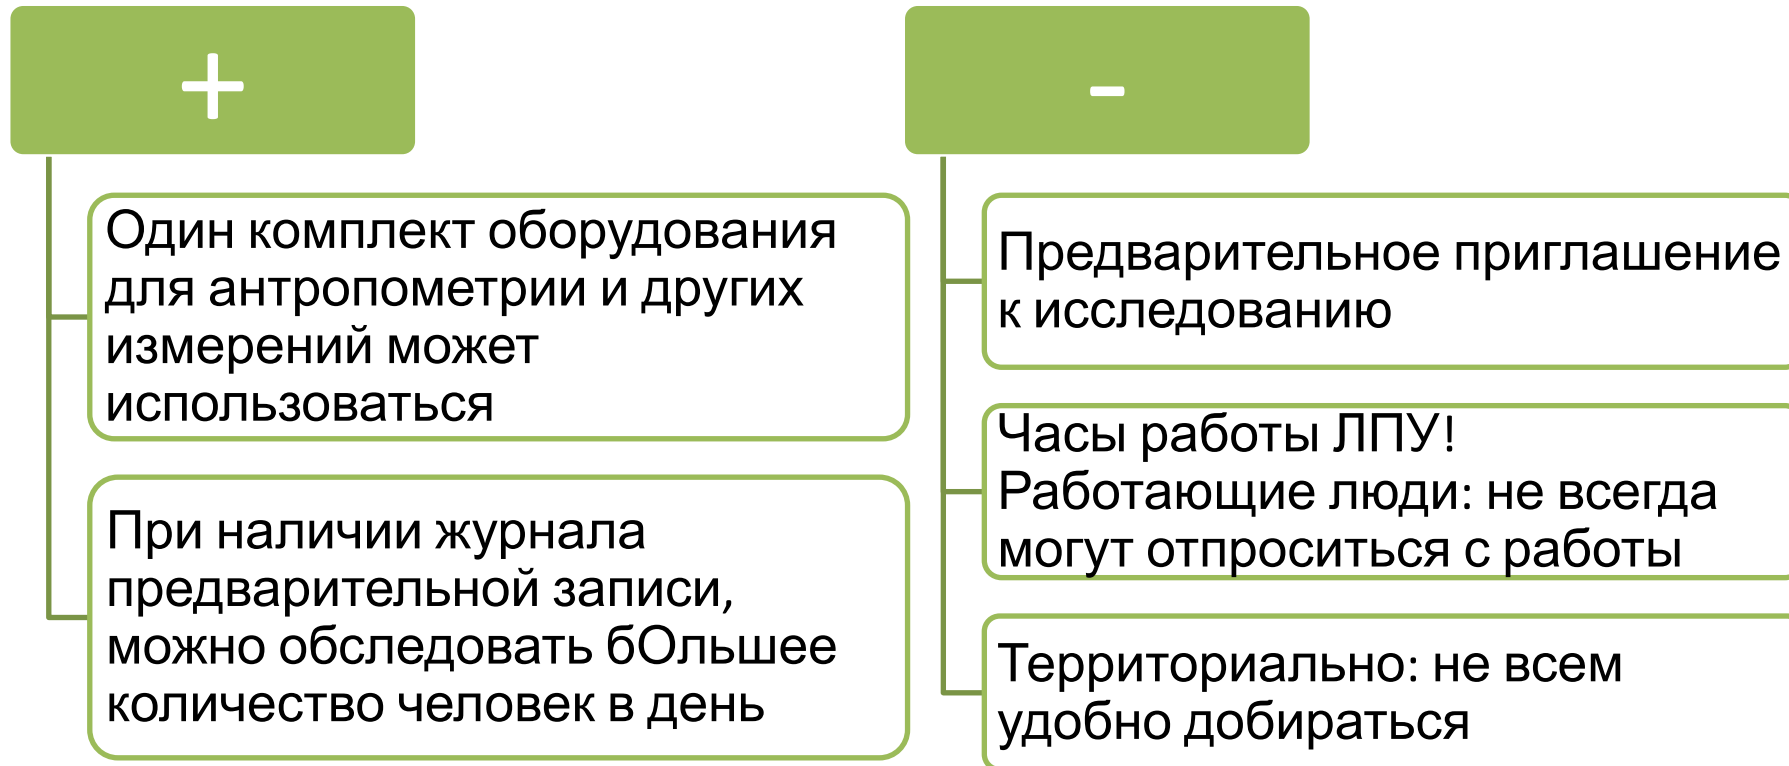 +
Один комплект оборудования
для антропометрии и других
измерений может
использоваться
При наличии журнала
предварительной записи,
можно обследовать бОльшее
количество человек в день
-
Предварительное приглашение
к исследованию
Часы работы ЛПУ!
Работающие люди: не всегда
могут отпроситься с работы
Территориально: не всем
удобно добираться